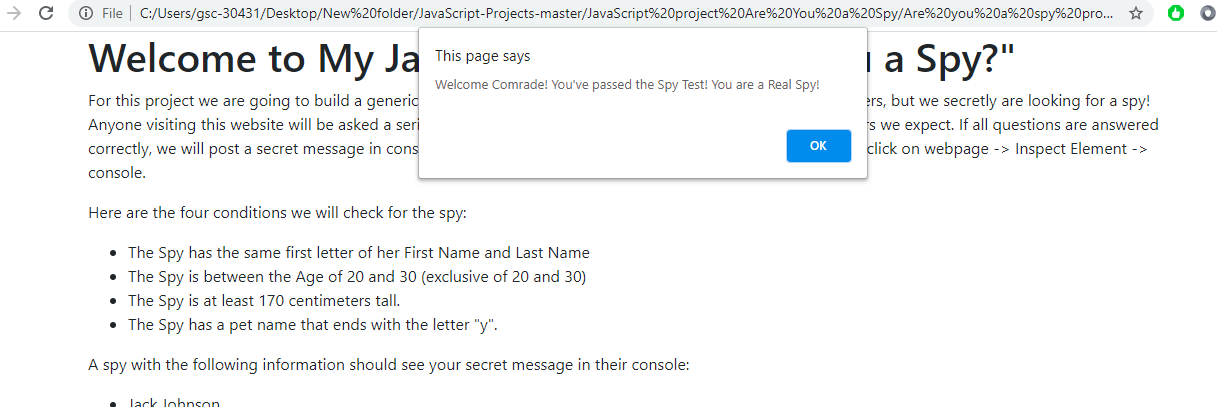 File | C:/Users/gsc-30431/Desktop/New%20folder/JavaScript-Projects-master/JavaScript%20project%20Are%20You%20a%20Spy/Are%20you%20a%20spy%20pro...
This page says
Welcome Comrade! You've passed the Spy Test! You are a Real Spy!
OK
Welcome to My Ja u a Spy?"
For this project we are going to build a generic ers, but we secretly are looking for a spy!
Anyone visiting this website will be asked a seri rs we expect. If all questions are answered
correctly, we will post a secret message in cons click on webpage -> Inspect Element ->
console.
Here are the four conditions we will check for the spy:
• The Spy has the same first letter of her First Name and Last Name
• The Spy is between the Age of 20 and 30 (exclusive of 20 and 30)
• The Spy is at least 170 centimeters tall.
• The Spy has a pet name that ends with the letter "y".
A spy with the following information should see your secret message in their console:
• Jack Johnson